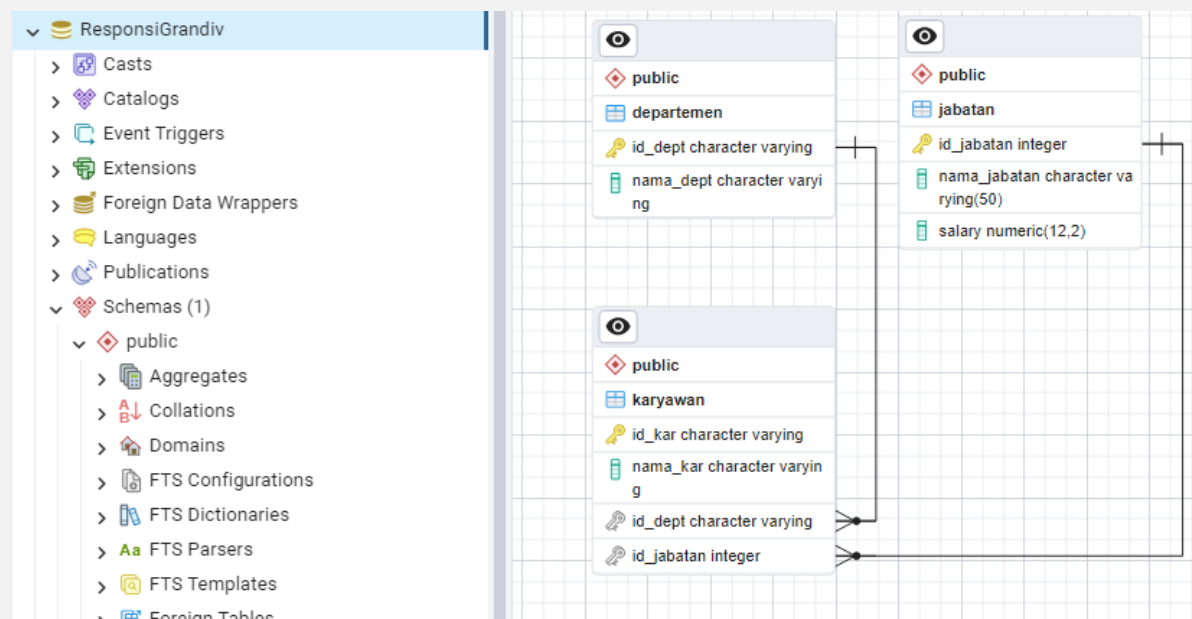 ResponsiGrandiv
Casts
Catalogs
Event Triggers
Extensions
Foreign Data Wrappers
Languages
Publications
Schemas (1)
public
Aggregates
Collations
Domains
FTS Configurations
FTS Dictionaries
Aa FTS Parsers
FTS Templates
Foreign Tables
public
departemen
id_dept character varying
nama_dept character varyi
ng
public
jabatan
id_jabatan integer
nama_jabatan character va
rying(50)
salary numeric(12,2)
public
karyawan
id_kar character varying
nama_kar character varyin
g
id_dept character varying
id_jabatan integer